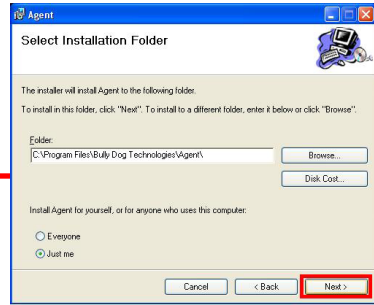 Agent
Select Installation Folder
The installer will install Agent to the following folder.
To install in this folder, click "Next". To install to a different folder, enter it below or click "Browse".
Folder:
C:\Program Files\Bully Dog Technologies\Agent\
Browse...
Disk Cost...
Install Agent for yourself, or for anyone who uses this computer:
Everyone
Just me
Cancel
< Back
Next >